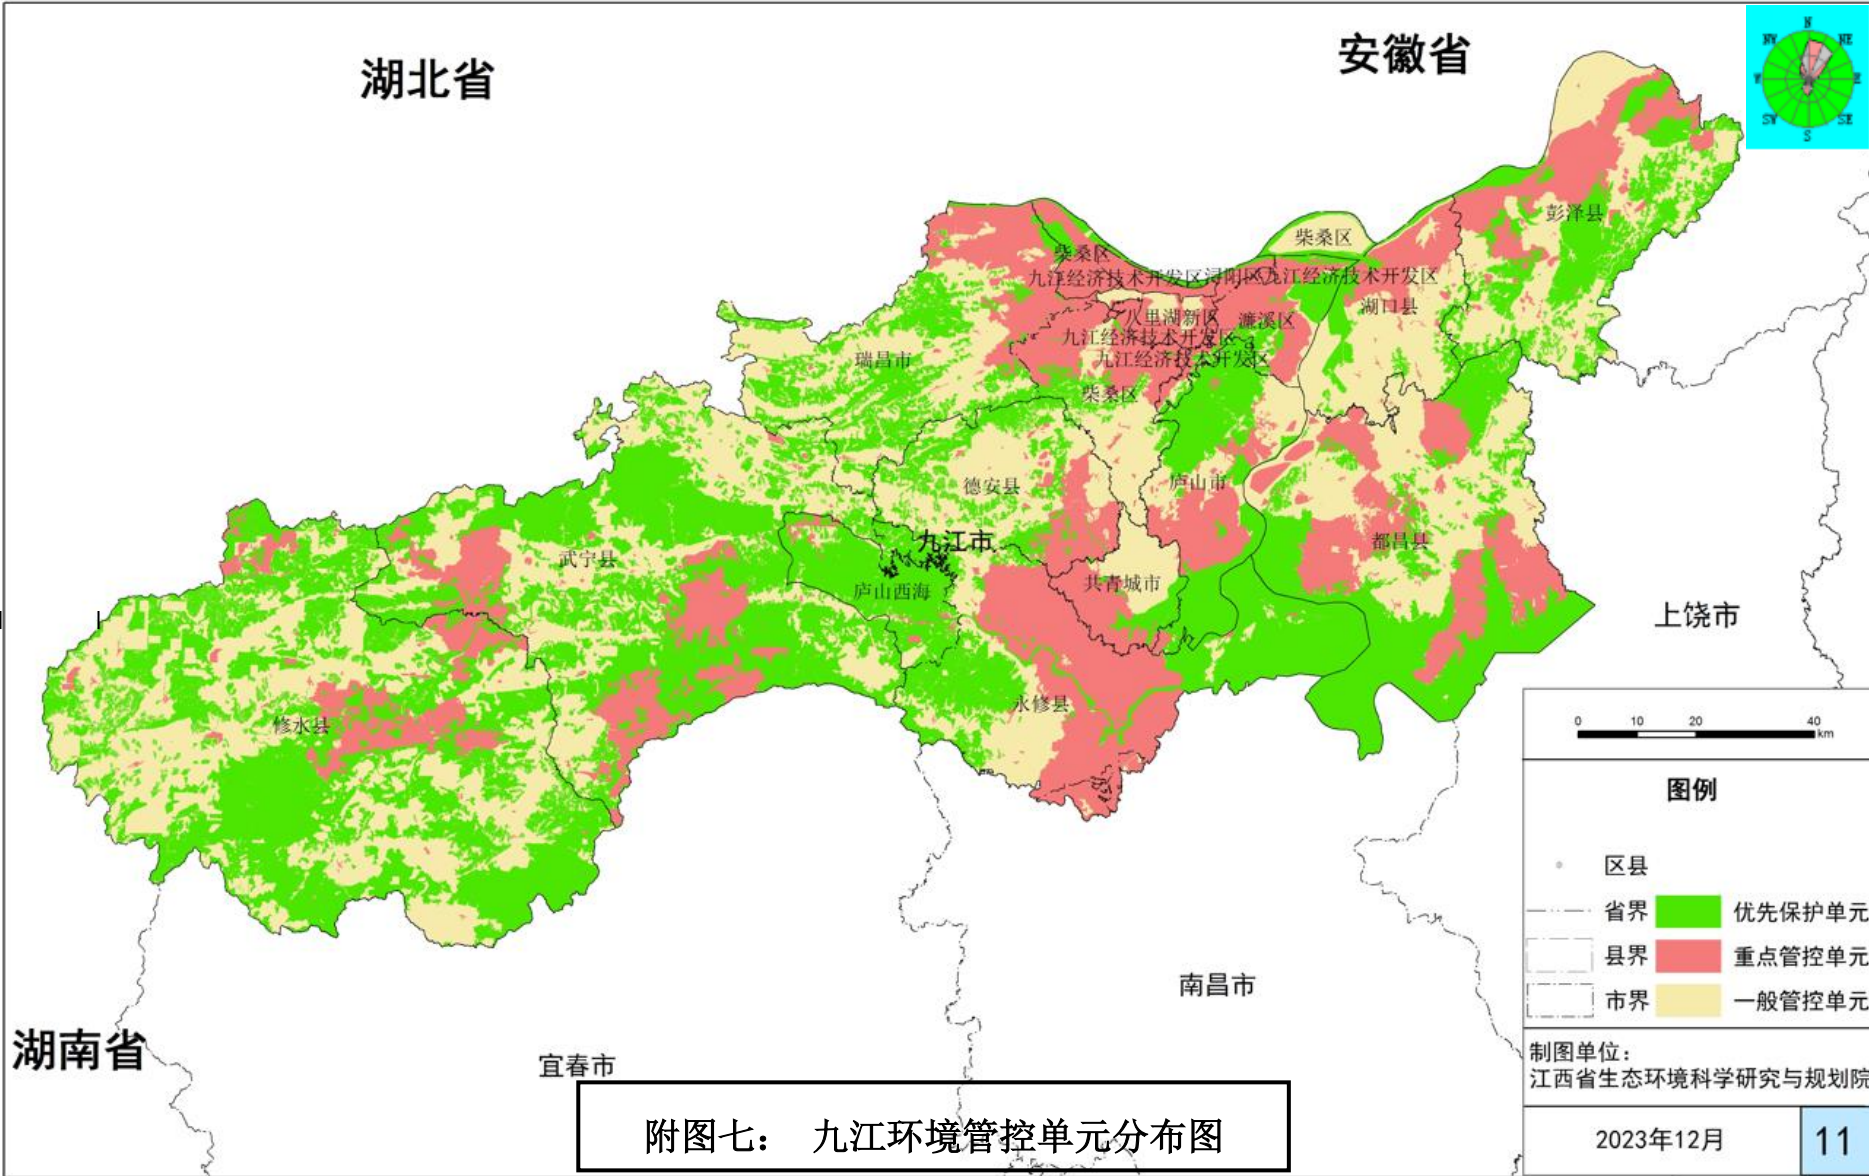 湖北省
安徽省
N
NW
NE
W
E
SW
SE
S
彭泽县
柴桑区
柴桑区
九江经济技术开发区
浔阳区
九江经济技术开发区
湖口县
八里湖新区
濂溪区
九江经济技术开发区
瑞昌市
九江经济技术开发区
柴桑区
德安县
庐山市
九江市
都昌县
武宁县
庐山西海
共青城市
上饶市
永修县
修水县
南昌市
湖南省
宜春市
0 10 20 40
km
图例
区县
省界 优先保护单元
县界 重点管控单元
市界 一般管控单元
制图单位：
江西省生态环境科学研究与规划院
2023年12月 11
附图七： 九江环境管控单元分布图